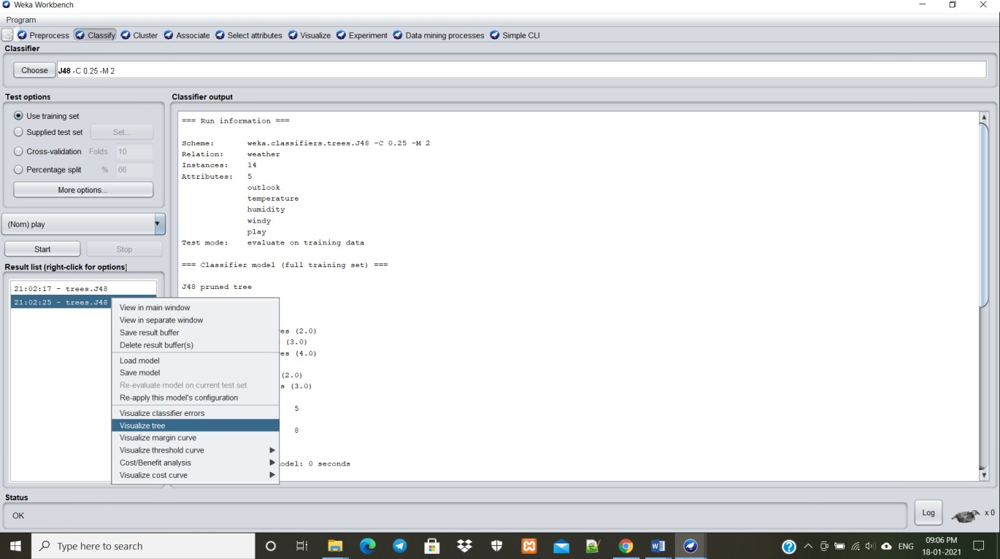 Weka Workbench
Program
Preprocess Classify Cluster Associate Select attributes Visualize Experiment Data mining processes Simple CLI
Classifier
Choose J48 -C 0.25 -M 2
Test options
Use training set
Supplied test set Set...
Cross-validation Folds 10
Percentage split % 66
More options...
(Nom) play
Start Stop
Result list (right-click for options)
21:02:17 - trees.J48
21:02:25 - trees.J48
View in main window
View in separate window
Save result buffer
Delete result buffer(s)
Load model
Save model
Re-evaluate model on current test set
Re-apply this model's configuration
Visualize classifier errors
Visualize tree
Visualize margin curve
Visualize threshold curve
Cost/Benefit analysis
Visualize cost curve
Classifier output
=== Run information ===
Scheme: weka.classifiers.trees.J48 -C 0.25 -M 2
Relation: weather
Instances: 14
Attributes: 5
outlook
temperature
humidity
windy
play
Test mode: evaluate on training data
=== Classifier model (full training set) ===
J48 pruned tree
es (2.0)
(3.0)
es (4.0)
(2.0)
s (3.0)
5
8
odel: 0 seconds
Status
OK
Log
x 0
Type here to search
ENG
09:06 PM
18-01-2021